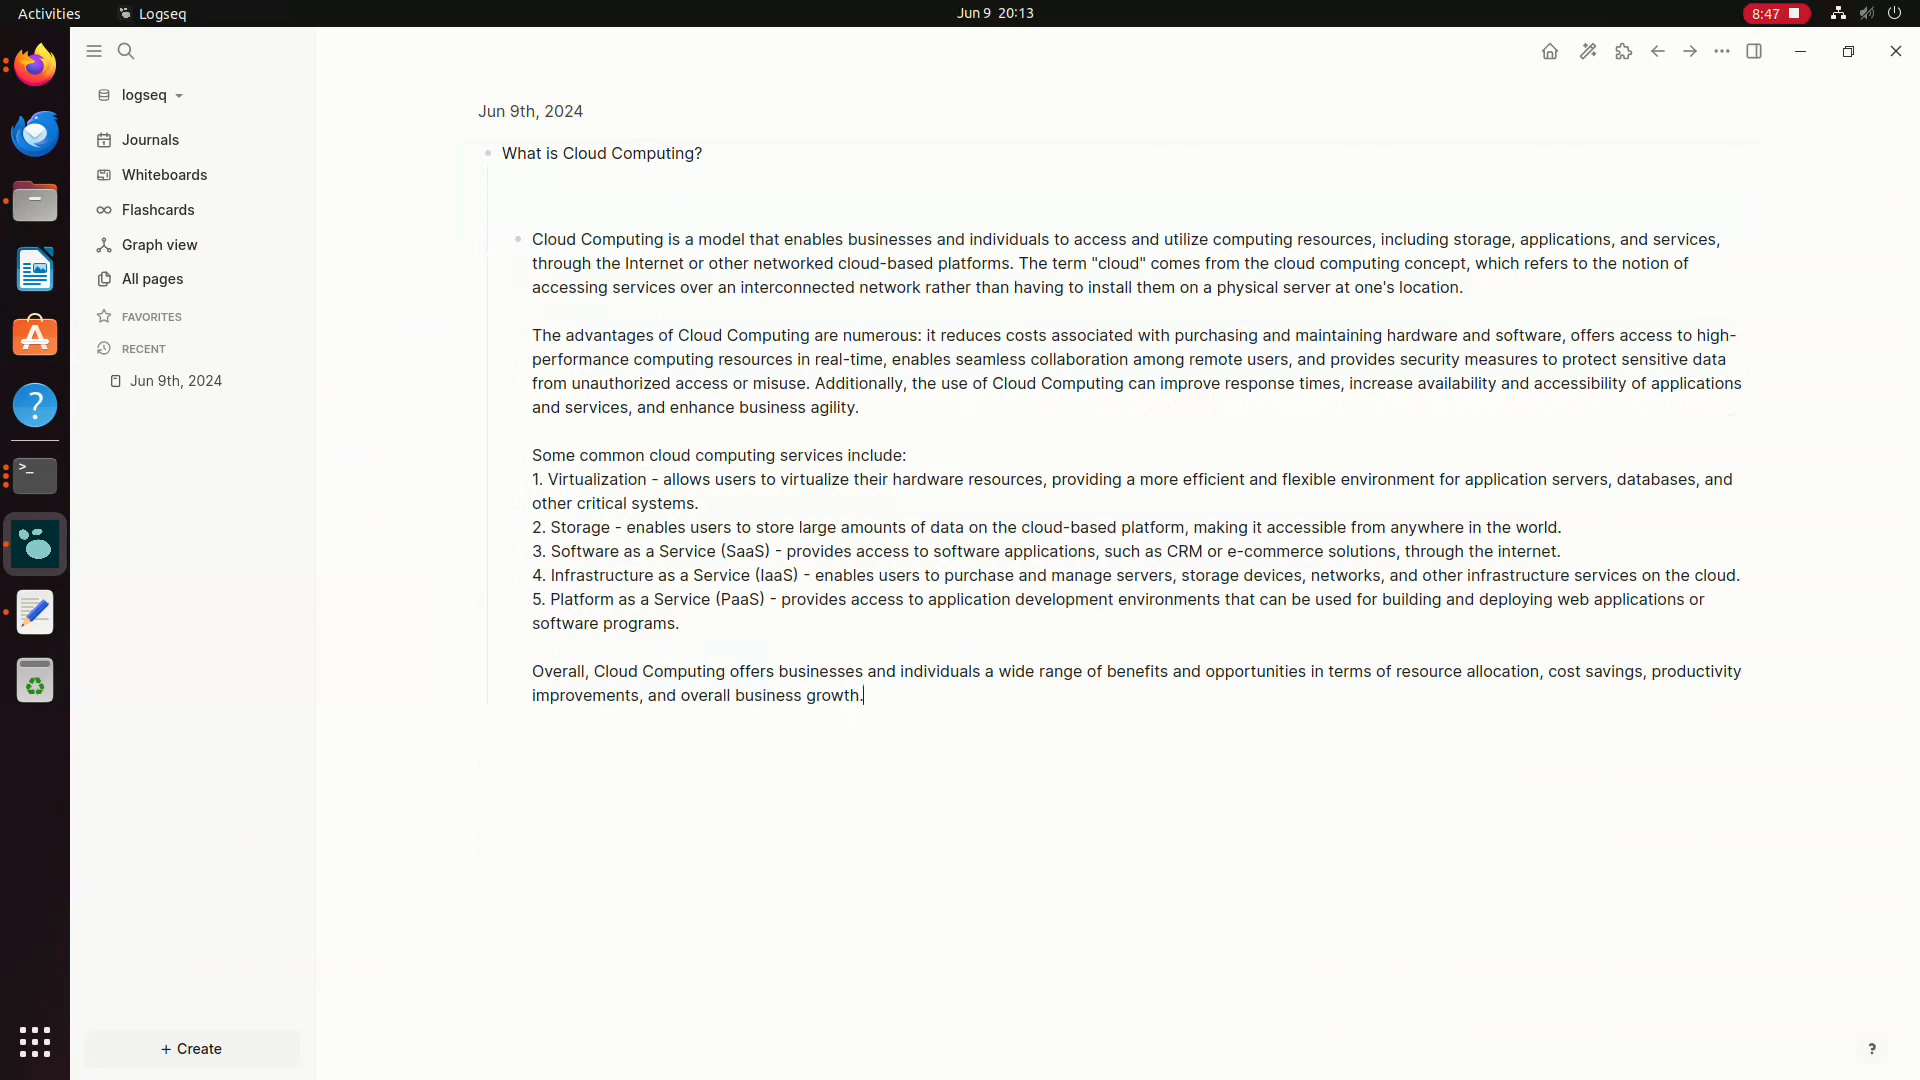 Activities
Logseq
Jun 9 20:13
8:47
logseq
Journals
Whiteboards
Flashcards
Graph view
All pages
FAVORITES
RECENT
Jun 9th, 2024
+ Create
Jun 9th, 2024
What is Cloud Computing?
Cloud Computing is a model that enables businesses and individuals to access and utilize computing resources, including storage, applications, and services,
through the Internet or other networked cloud-based platforms. The term "cloud" comes from the cloud computing concept, which refers to the notion of
accessing services over an interconnected network rather than having to install them on a physical server at one's location.
The advantages of Cloud Computing are numerous: it reduces costs associated with purchasing and maintaining hardware and software, offers access to high-
performance computing resources in real-time, enables seamless collaboration among remote users, and provides security measures to protect sensitive data
from unauthorized access or misuse. Additionally, the use of Cloud Computing can improve response times, increase availability and accessibility of applications
and services, and enhance business agility.
Some common cloud computing services include:
1. Virtualization - allows users to virtualize their hardware resources, providing a more efficient and flexible environment for application servers, databases, and
other critical systems.
2. Storage - enables users to store large amounts of data on the cloud-based platform, making it accessible from anywhere in the world.
3. Software as a Service (SaaS) - provides access to software applications, such as CRM or e-commerce solutions, through the internet.
4. Infrastructure as a Service (IaaS) - enables users to purchase and manage servers, storage devices, networks, and other infrastructure services on the cloud.
5. Platform as a Service (PaaS) - provides access to application development environments that can be used for building and deploying web applications or
software programs.
Overall, Cloud Computing offers businesses and individuals a wide range of benefits and opportunities in terms of resource allocation, cost savings, productivity
improvements, and overall business growth.
?